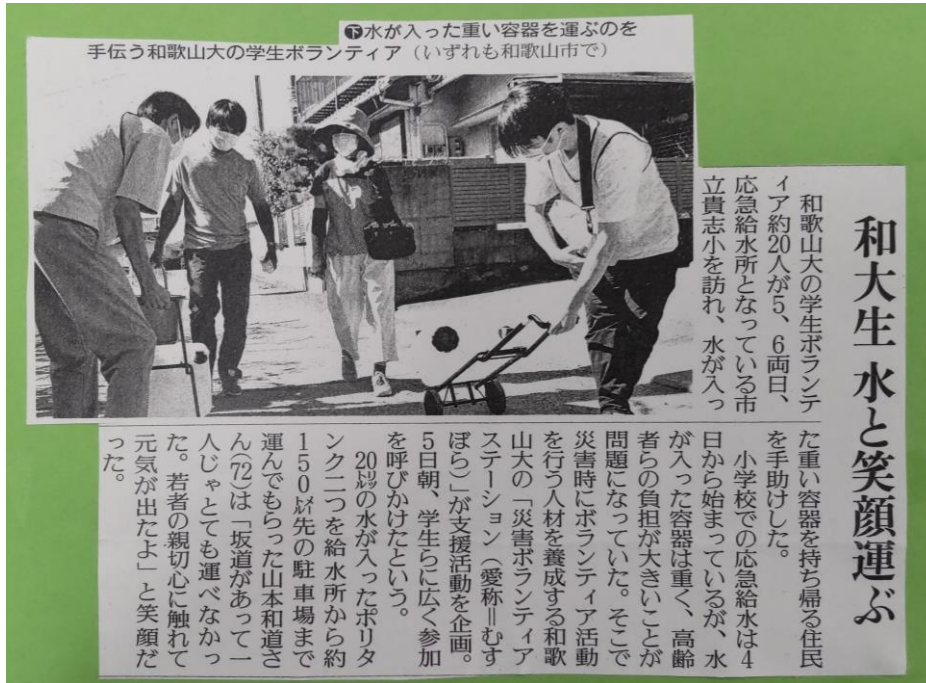 和大生 水と笑顔運ぶ
下水が入った重い容器を運ぶのを
手伝う和歌山大の学生ボランティア（いずれも和歌山市で）
和歌山大の学生ボランテ
ィア約20人が5、6両日、
応急給水所となっている市
立貴志小を訪れ、水が入っ
た重い容器を持ち帰る住民
を手助けした。
小学校での応急給水は4
日から始まっているが、水
が入った容器は重く、高齢
者らの負担が大きいことが
問題になっていた。そこで
災害時にボランティア活動
を行う人材を養成する和歌
山大の「災害ボランティア
ステーション（愛称＝むす
ぼら）」が支援活動を企画。
5日朝、学生らに広く参加
を呼びかけたという。
20㍑の水が入ったポリタ
ンク二つを給水所から約
150㍍先の駐車場まで
運んでもらった山本和道さ
ん(72)は「坂道があって一
人じゃとても運べなかっ
た。若者の親切心に触れて
元気が出たよ」と笑顔だ
った。